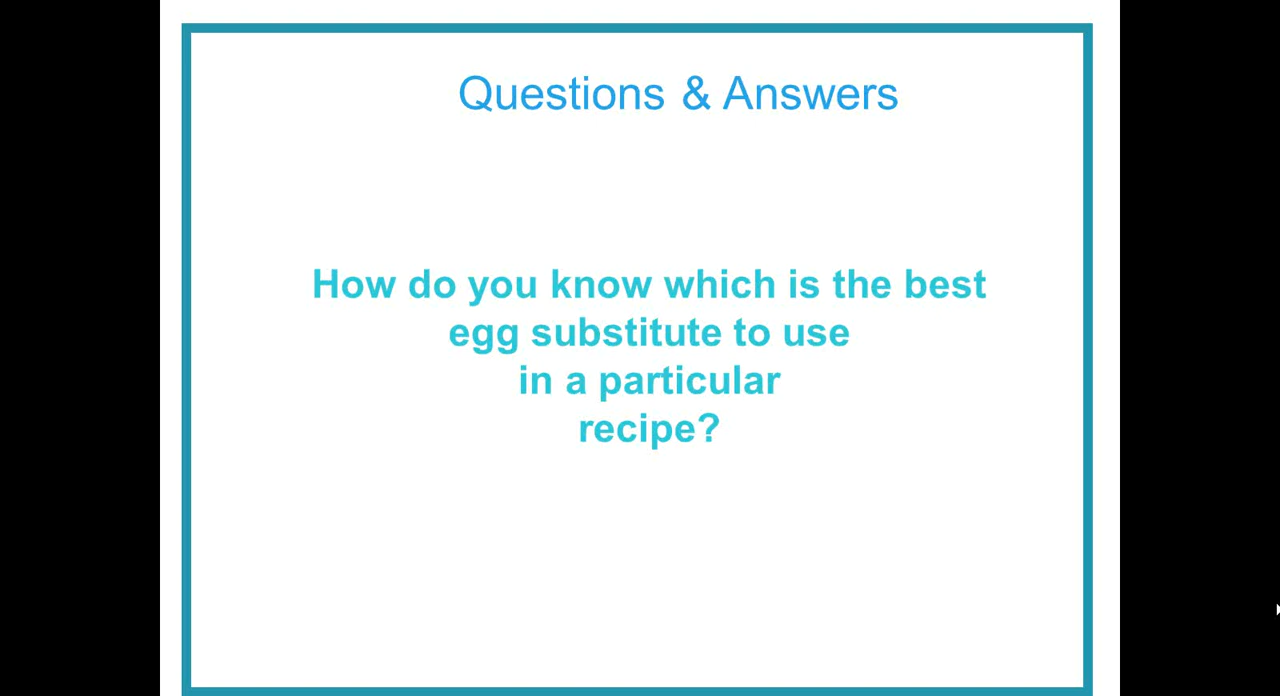 Questions & Answers
How do you know which is the best
egg substitute to use
in a particular
recipe?